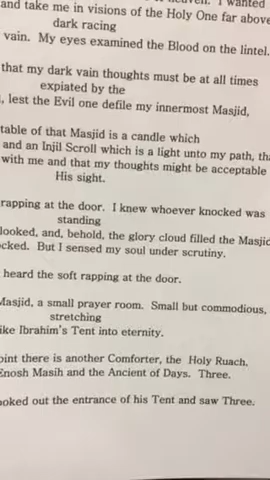 and take me in visions of the Holy One far above
dark racing
vain. My eyes examined the Blood on the lintel.
that my dark vain thoughts must be at all times
expiated by the
lest the Evil one defile my innermost Masjid,
table of that Masjid is a candle which
and an Injil Scroll which is a light unto my path,
with me and that my thoughts might be acceptable
His sight.
rapping at the door. I knew whoever knocked was
standing
looked, and, behold, the glory cloud filled the Masjid
But I sensed my soul under scrutiny.
heard the soft rapping at the door.
Masjid, a small prayer room. Small but commodious,
stretching
Ibrahim's Tent into eternity.
there is another Comforter, the Holy Ruach,
Enosh Masih and the Ancient of Days. Three.
the entrance of his Tent and saw Three.